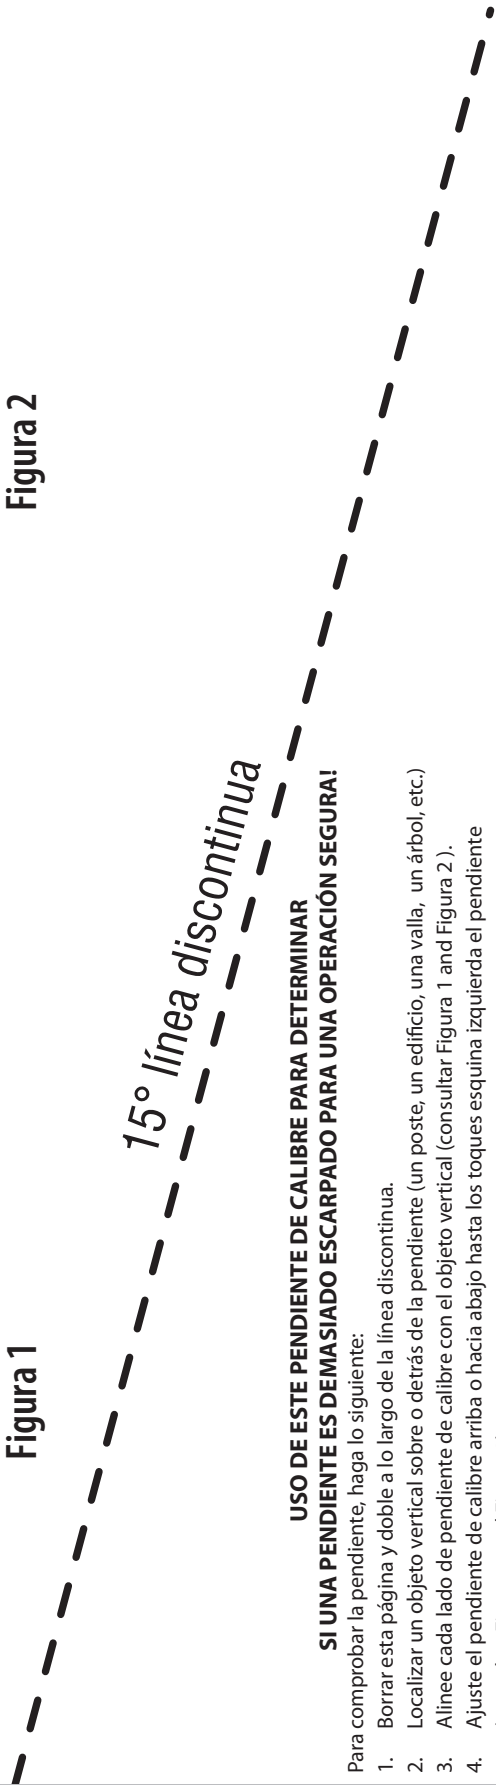 Figura 1
Figura 2
15° línea discontinua
USO DE ESTE PENDIENTE DE CALIBRE PARA DETERMINAR
SI UNA PENDIENTE ES DEMASIADO ESCARPADO PARA UNA OPERACIÓN SEGURA!
Para comprobar la pendiente, haga lo siguiente:
1. Borrar esta página y doble a lo largo de la línea discontinua.
2. Localizar un objeto vertical sobre o detrás de la pendiente (un poste, un edificio, una valla, un árbol, etc.)
3. Alinee cada lado de pendiente de calibre con el objeto vertical (consultar Figura 1 and Figura 2 ).
4. Ajuste el pendiente de calibre arriba o hacia abajo hasta los toques esquina izquierda el pendiente